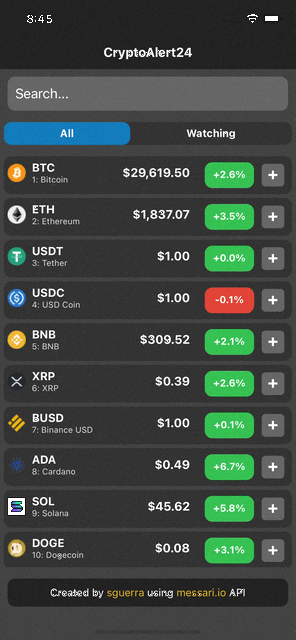 8:45
CryptoAlert24
Search...
All Watching
BTC $29,619.50 +2.6% +
1: Bitcoin
ETH $1,837.07 +3.5% +
2: Ethereum
USDT $1.00 +0.0% +
3: Tether
USDC $1.00 -0.1% +
4: USD Coin
BNB $309.52 +2.1% +
5: BNB
XRP $0.39 +2.6% +
6: XRP
BUSD $1.00 +0.1% +
7: Binance USD
ADA $0.49 +6.7% +
8: Cardano
SOL $45.62 +5.8% +
9: Solana
DOGE $0.08 +3.1% +
10: Dogecoin
Created by sguerra using messari.io API